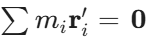 ∑ mᵢ𝐫′ᵢ = 𝟎